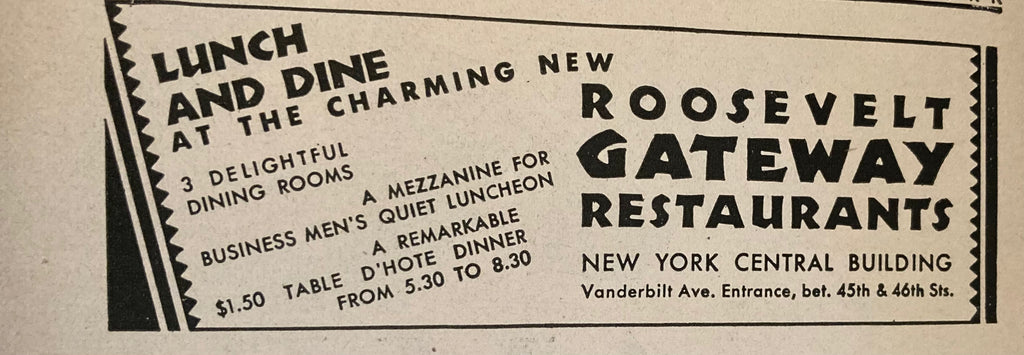 LUNCH
AND DINE
AT THE CHARMING NEW
3 DELIGHTFUL
DINING ROOMS
A MEZZANINE FOR
BUSINESS MEN'S QUIET LUNCHEON
A REMARKABLE
$1.50 TABLE D'HOTE DINNER
FROM 5.30 TO 8.30
ROOSEVELT
GATEWAY
RESTAURANTS
NEW YORK CENTRAL BUILDING
Vanderbilt Ave. Entrance, bet. 45th & 46th Sts.